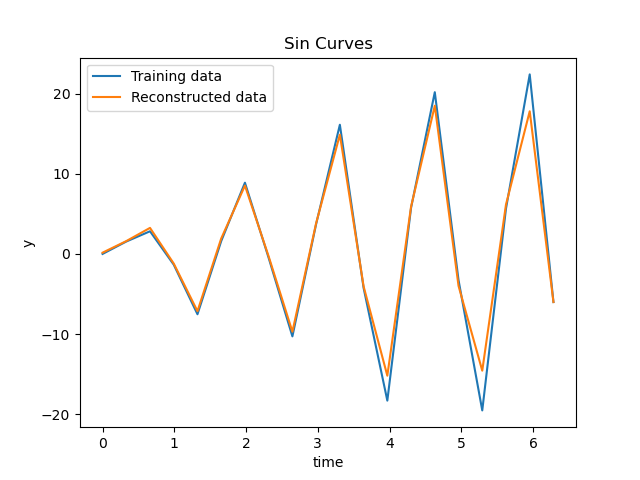 Sin Curves
Training data
Reconstructed data
20
10
0
−10
−20
y
0 1 2 3 4 5 6
time